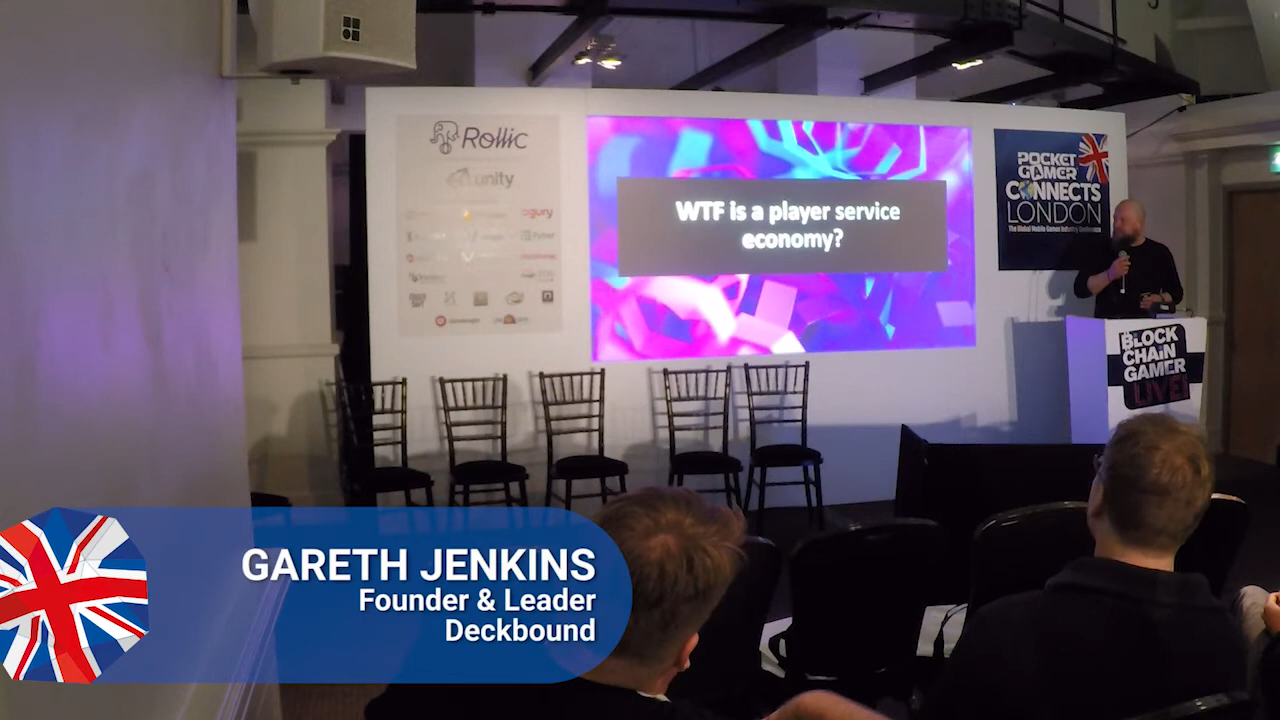 Rollic
unity
ogury
WTF is a player service
economy?
POCKET
GAMER
CONNECTS
LONDON
The Global Mobile Games Industry Conference
BLOCK
CHAIN
GAMER
LIVE!
GARETH JENKINS
Founder & Leader
Deckbound